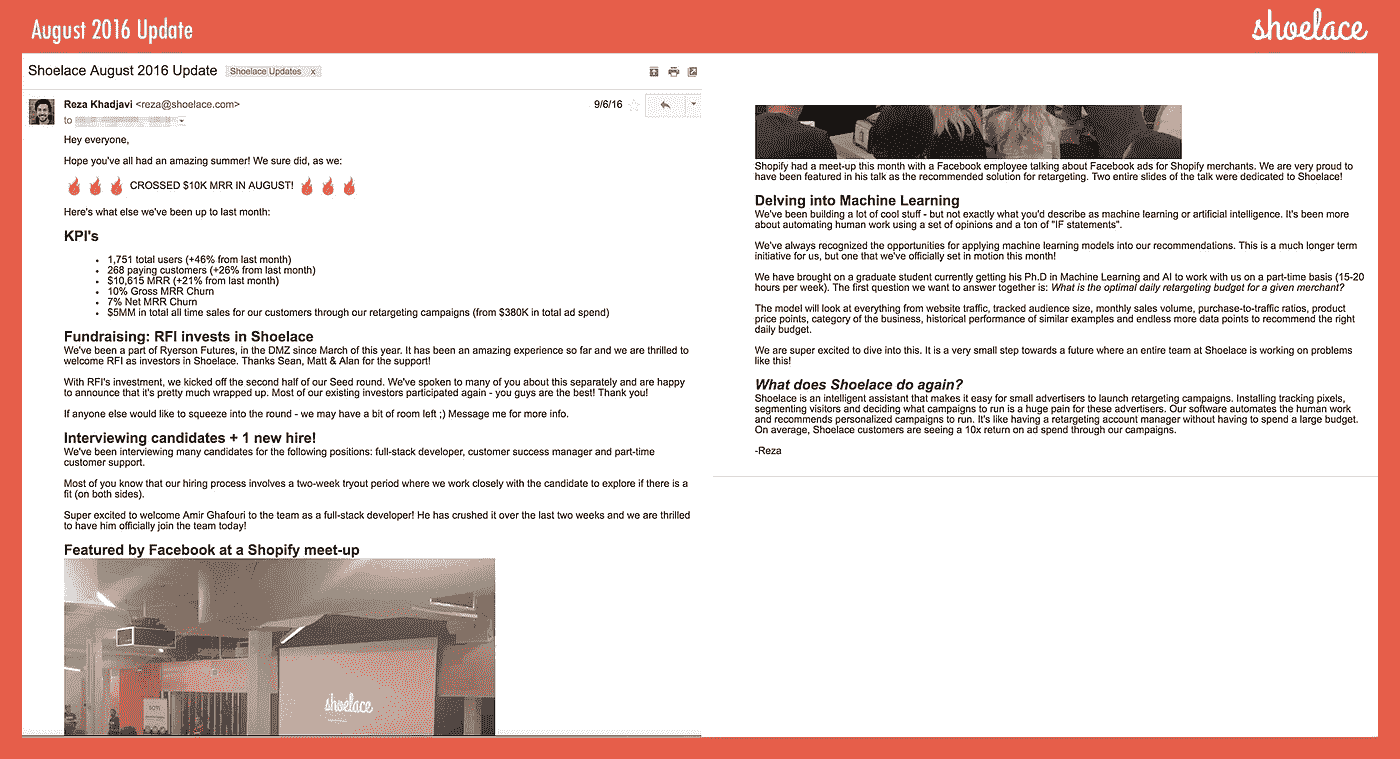 August 2016 Update
shoelace
Shoelace August 2016 Update
Shoelace Updates x
Reza Khadjavi <reza@shoelace.com>
9/6/16
to
Hey everyone,
Hope you've all had an amazing summer! We sure did, as we:
CROSSED $10K MRR IN AUGUST!
Here's what else we've been up to last month:
KPI's
• 1,751 total users (+46% from last month)
• 268 paying customers (+26% from last month)
• $10,615 MRR (+21% from last month)
• 10% Gross MRR Churn
• 7% Net MRR Churn
• $5MM in total all time sales for our customers through our retargeting campaigns (from $380K in total ad spend)
Fundraising: RFI invests in Shoelace
We've been a part of Ryerson Futures, in the DMZ since March of this year. It has been an amazing experience so far and we are thrilled to
welcome RFI as investors in Shoelace. Thanks Sean, Matt & Alan for the support!
With RFI's investment, we kicked off the second half of our Seed round. We've spoken to many of you about this separately and are happy
to announce that it's pretty much wrapped up. Most of our existing investors participated again - you guys are the best! Thank you!
If anyone else would like to squeeze into the round - we may have a bit of room left ;) Message me for more info.
Interviewing candidates + 1 new hire!
We've been interviewing many candidates for the following positions: full-stack developer, customer success manager and part-time
customer support.
Most of you know that our hiring process involves a two-week tryout period where we work closely with the candidate to explore if there is a
fit (on both sides).
Super excited to welcome Amir Ghafouri to the team as a full-stack developer! He has crushed it over the last two weeks and we are thrilled
to have him officially join the team today!
Featured by Facebook at a Shopify meet-up
shoelace
Shopify had a meet-up this month with a Facebook employee talking about Facebook ads for Shopify merchants. We are very proud to
have been featured in his talk as the recommended solution for retargeting. Two entire slides of the talk were dedicated to Shoelace!
Delving into Machine Learning
We've been building a lot of cool stuff - but not exactly what you'd describe as machine learning or artificial intelligence. It's been more
about automating human work using a set of opinions and a ton of "IF statements".
We've always recognized the opportunities for applying machine learning models into our recommendations. This is a much longer term
initiative for us, but one that we've officially set in motion this month!
We have brought on a graduate student currently getting his Ph.D in Machine Learning and AI to work with us on a part-time basis (15-20
hours per week). The first question we want to answer together is: What is the optimal daily retargeting budget for a given merchant?
The model will look at everything from website traffic, tracked audience size, monthly sales volume, purchase-to-traffic ratios, product
price points, category of the business, historical performance of similar examples and endless more data points to recommend the right
daily budget.
We are super excited to dive into this. It is a very small step towards a future where an entire team at Shoelace is working on problems
like this!
What does Shoelace do again?
Shoelace is an intelligent assistant that makes it easy for small advertisers to launch retargeting campaigns. Installing tracking pixels,
segmenting visitors and deciding what campaigns to run is a huge pain for these advertisers. Our software automates the human work
and recommends personalized campaigns to run. It's like having a retargeting account manager without having to spend a large budget.
On average, Shoelace customers are seeing a 10x return on ad spend through our campaigns.
-Reza